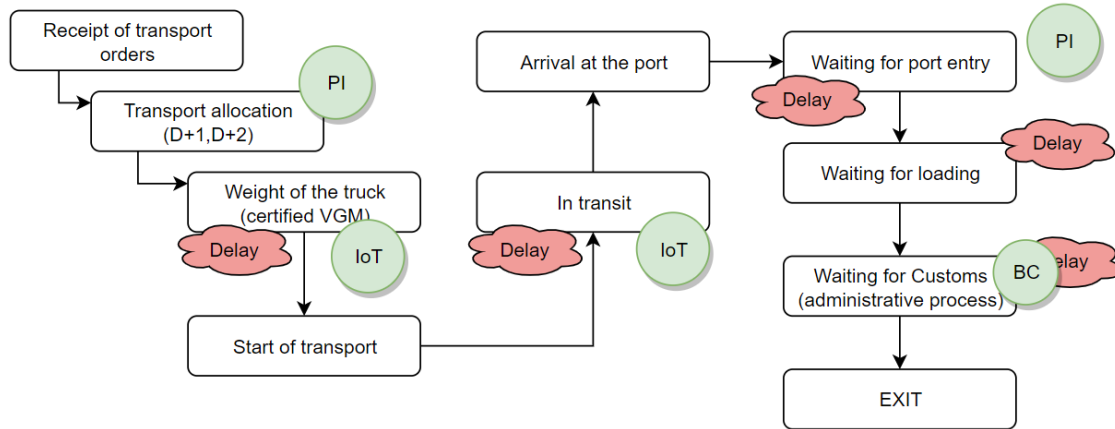 Receipt of transport
orders
PI
Transport allocation
(D+1,D+2)
Weight of the truck
(certified VGM)
Delay
IoT
Start of transport
Arrival at the port
In transit
Delay
IoT
Waiting for port entry
PI
Delay
Waiting for loading
Delay
Waiting for Customs
(administrative process)
BC
elay
EXIT